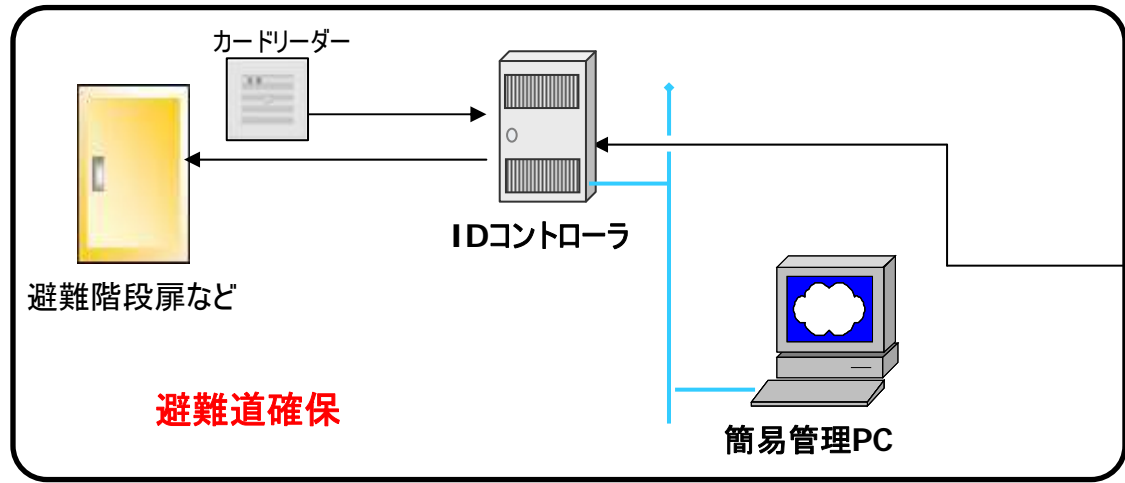 カードリーダー
IDコントローラ
避難階段扉など
避難道確保
簡易管理PC